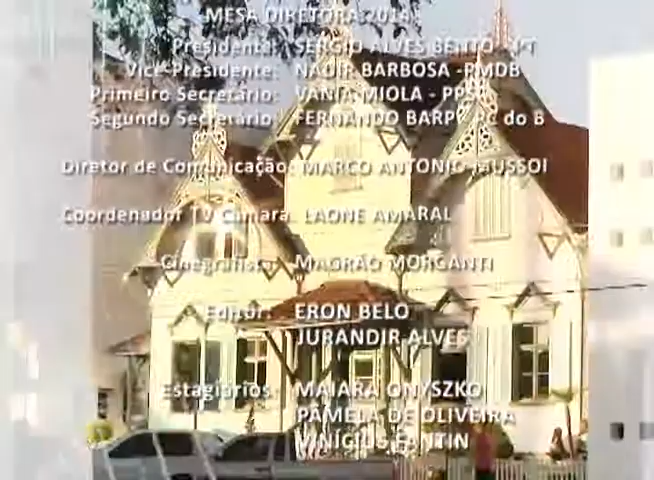 MESA DIRETORA 2014
Presidente: SERGIO ALVES BENTO - PT
Vice-Presidente: NADIR BARBOSA -PMDB
Primeiro Secretário: VANIA MIOLA - PPS
Segundo Secretário: FERNANDO BARP - PC do B
Diretor de Comunicação: MARCO ANTONIO MUSSOI
Coordenador TV Câmara: LAONE AMARAL
Cinegrafista: MAGRÃO MORGANTI
Editor: ERON BELO
JURANDIR ALVES
Estagiários: MAIARA ONYSZKO
PÂMELA DE OLIVEIRA
VINÍCIUS FANTIN